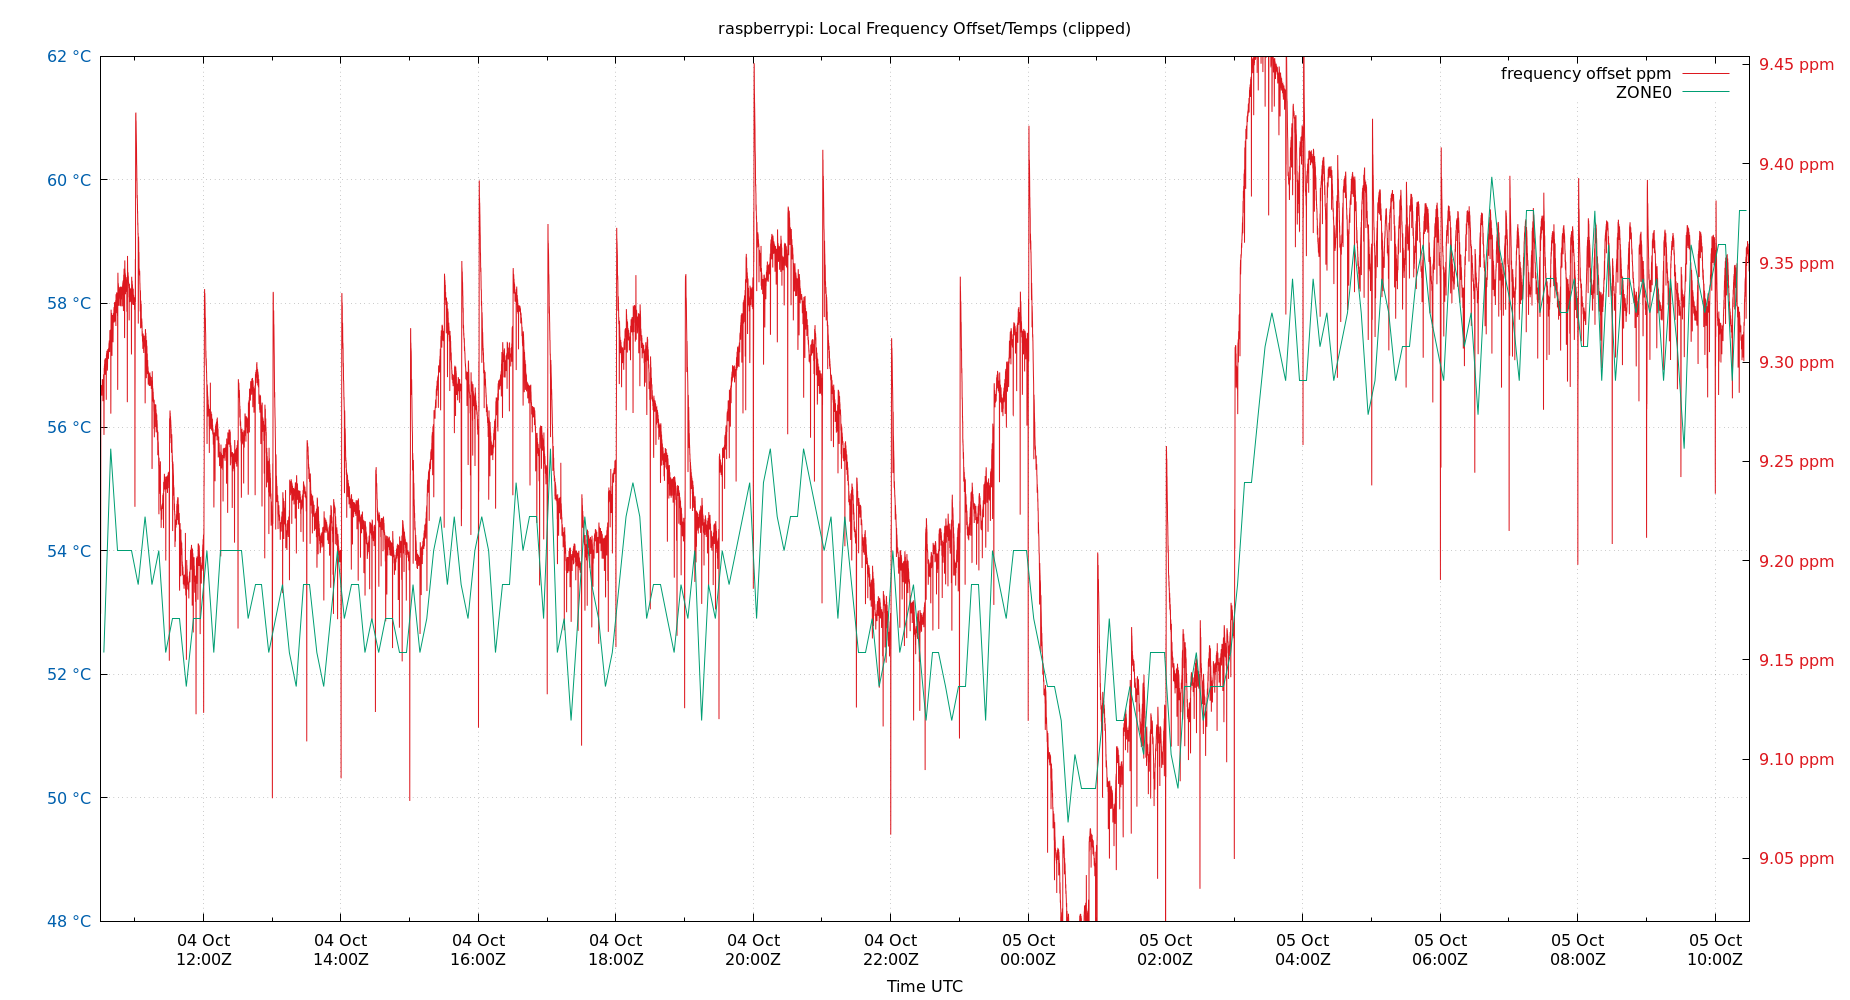 raspberrypi: Local Frequency Offset/Temps (clipped)
62 °C
60 °C
58 °C
56 °C
54 °C
52 °C
50 °C
48 °C
9.45 ppm
9.40 ppm
9.35 ppm
9.30 ppm
9.25 ppm
9.20 ppm
9.15 ppm
9.10 ppm
9.05 ppm
frequency offset ppm
ZONE0
04 Oct 04 Oct 04 Oct 04 Oct 04 Oct 04 Oct 05 Oct 05 Oct 05 Oct 05 Oct 05 Oct 05 Oct
12:00Z 14:00Z 16:00Z 18:00Z 20:00Z 22:00Z 00:00Z 02:00Z 04:00Z 06:00Z 08:00Z 10:00Z
Time UTC